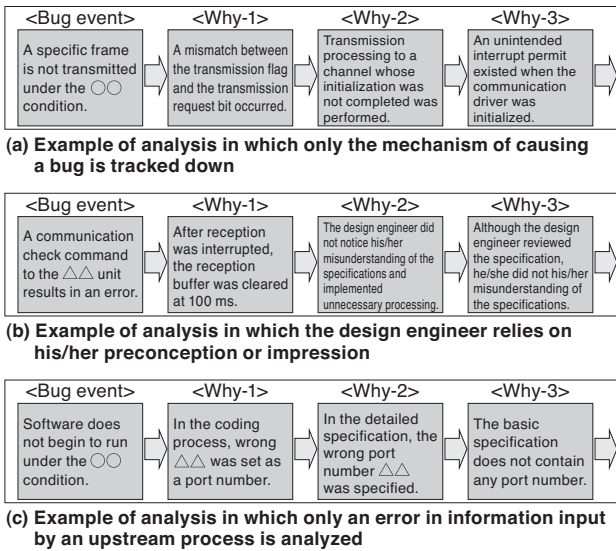 <Bug event>
<Why-1>
<Why-2>
<Why-3>
A specific frame
is not transmitted
under the ○○
condition.
A mismatch between
the transmission flag
and the transmission
request bit occurred.
Transmission
processing to a
channel whose
initialization was
not completed was
performed.
An unintended
interrupt permit
existed when the
communication
driver was
initialized.
(a) Example of analysis in which only the mechanism of causing
a bug is tracked down
<Bug event>
<Why-1>
<Why-2>
<Why-3>
A communication
check command
to the △△ unit
results in an error.
After reception
was interrupted,
the reception
buffer was cleared
at 100 ms.
The design engineer did
not notice his/her
misunderstanding of the
specifications and
implemented
unnecessary processing.
Although the design
engineer reviewed
the specification,
he/she did not his/her
misunderstanding of
the specifications.
(b) Example of analysis in which the design engineer relies on
his/her preconception or impression
<Bug event>
<Why-1>
<Why-2>
<Why-3>
Software does
not begin to run
under the ○○
condition.
In the coding
process, wrong
△△ was set as
a port number.
In the detailed
specification, the
wrong port
number △△
was specified.
The basic
specification
does not contain
any port number.
(c) Example of analysis in which only an error in information input
by an upstream process is analyzed